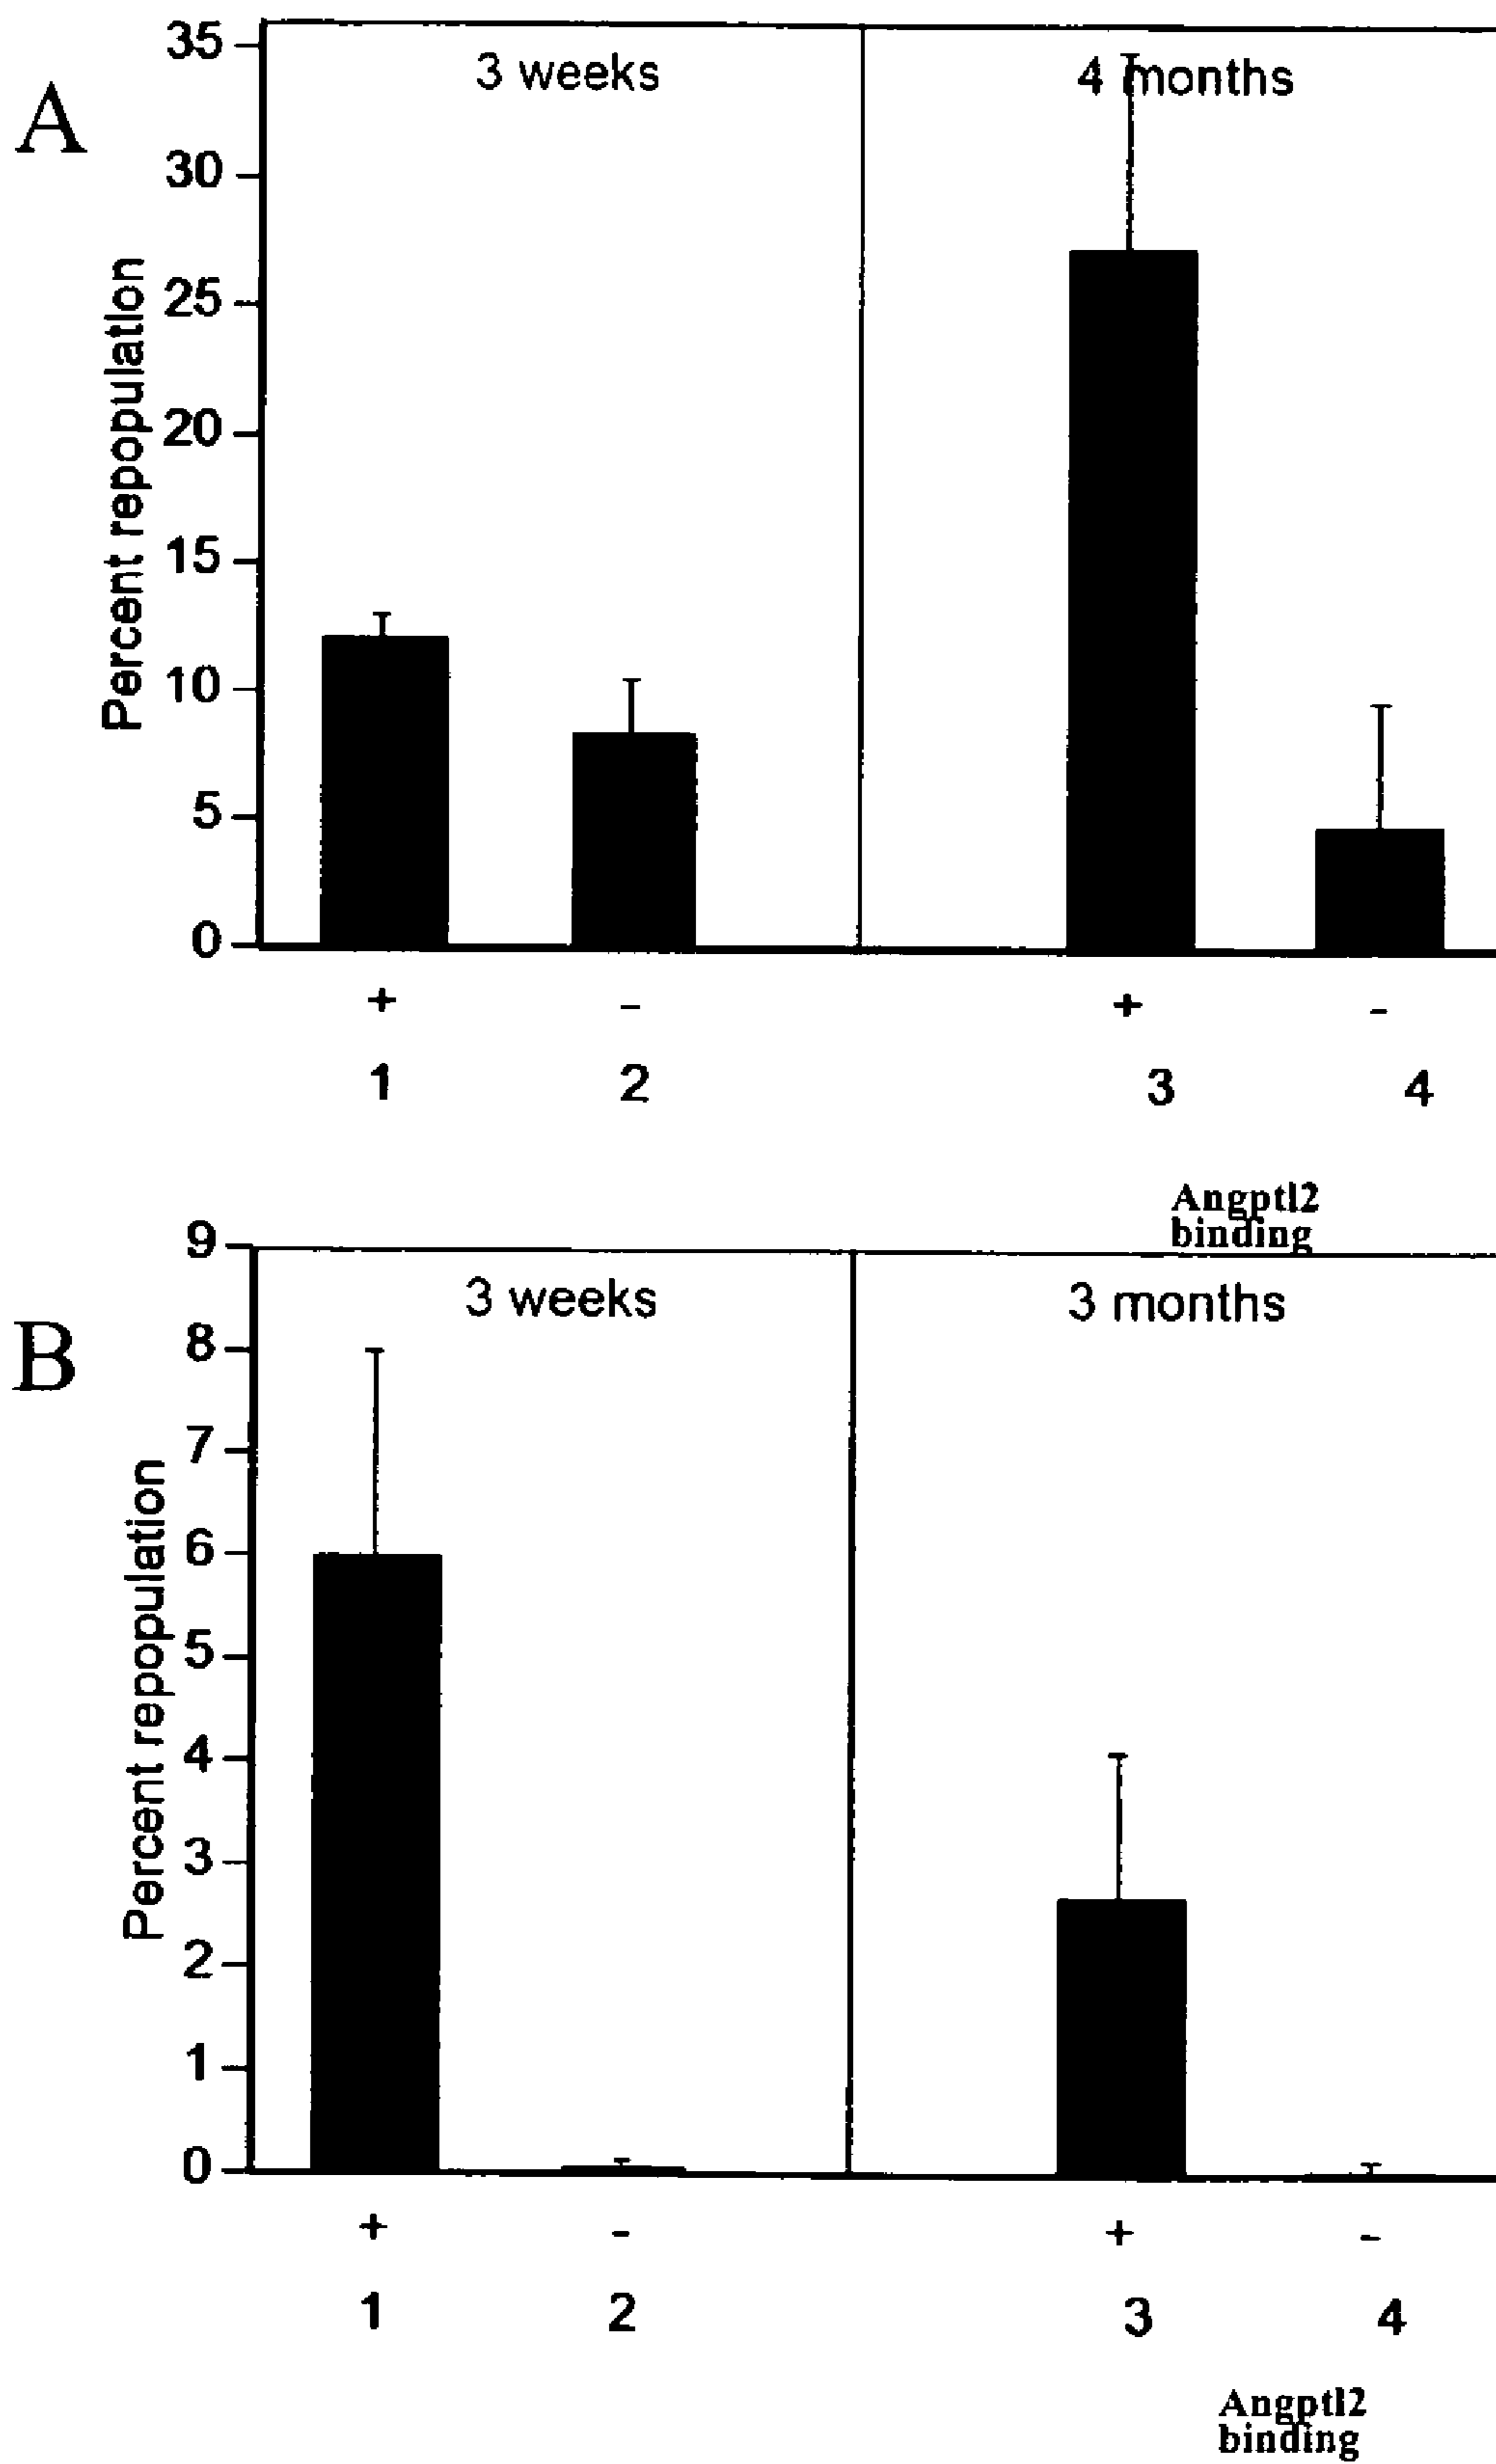 A
Percent repopulation
35
30
25
20
15
10
5
0
3 weeks
4 months
+ - + -
1 2 3 4
Angptl2
binding
B
Percent repopulation
9
8
7
6
5
4
3
2
1
0
3 weeks
3 months
+ - + -
1 2 3 4
Angptl2
binding